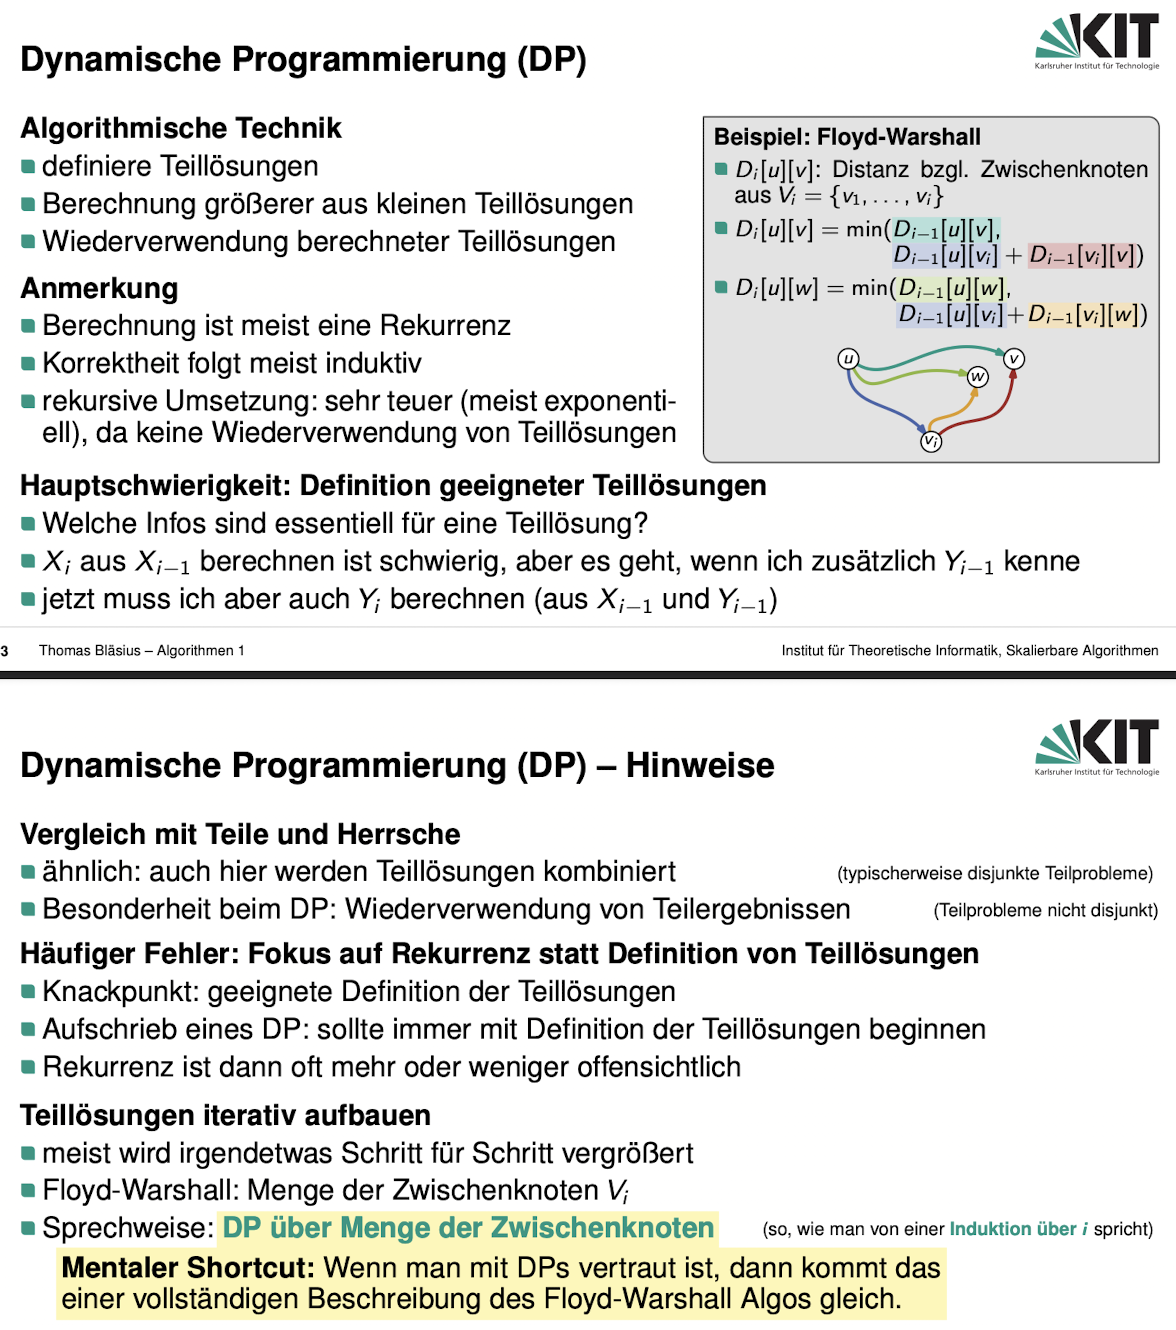 KIT
Karlsruher Institut für Technologie
Dynamische Programmierung (DP)
Algorithmische Technik
definiere Teillösungen
Berechnung größerer aus kleinen Teillösungen
Wiederverwendung berechneter Teillösungen
Anmerkung
Berechnung ist meist eine Rekurrenz
Korrektheit folgt meist induktiv
rekursive Umsetzung: sehr teuer (meist exponenti-
ell), da keine Wiederverwendung von Teillösungen
Beispiel: Floyd-Warshall
D_i[u][v]: Distanz bzgl. Zwischenknoten
aus V_i = {v_1, . . . , v_i}
D_i[u][v] = min(D_{i−1}[u][v],
D_{i−1}[u][v_i] + D_{i−1}[v_i][v])
D_i[u][w] = min(D_{i−1}[u][w],
D_{i−1}[u][v_i] + D_{i−1}[v_i][w])
u
v
w
v_i
Hauptschwierigkeit: Definition geeigneter Teillösungen
Welche Infos sind essentiell für eine Teillösung?
X_i aus X_{i−1} berechnen ist schwierig, aber es geht, wenn ich zusätzlich Y_{i−1} kenne
jetzt muss ich aber auch Y_i berechnen (aus X_{i−1} und Y_{i−1})
3 Thomas Bläsius – Algorithmen 1 Institut für Theoretische Informatik, Skalierbare Algorithmen
KIT
Karlsruher Institut für Technologie
Dynamische Programmierung (DP) – Hinweise
Vergleich mit Teile und Herrsche
ähnlich: auch hier werden Teillösungen kombiniert (typischerweise disjunkte Teilprobleme)
Besonderheit beim DP: Wiederverwendung von Teilergebnissen (Teilprobleme nicht disjunkt)
Häufiger Fehler: Fokus auf Rekurrenz statt Definition von Teillösungen
Knackpunkt: geeignete Definition der Teillösungen
Aufschrieb eines DP: sollte immer mit Definition der Teillösungen beginnen
Rekurrenz ist dann oft mehr oder weniger offensichtlich
Teillösungen iterativ aufbauen
meist wird irgendetwas Schritt für Schritt vergrößert
Floyd-Warshall: Menge der Zwischenknoten V_i
Sprechweise: DP über Menge der Zwischenknoten (so, wie man von einer Induktion über i spricht)
Mentaler Shortcut: Wenn man mit DPs vertraut ist, dann kommt das
einer vollständigen Beschreibung des Floyd-Warshall Algos gleich.